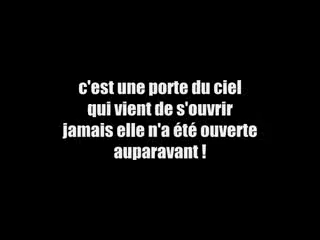 c'est une porte du ciel
qui vient de s'ouvrir
jamais elle n'a été ouverte
auparavant !